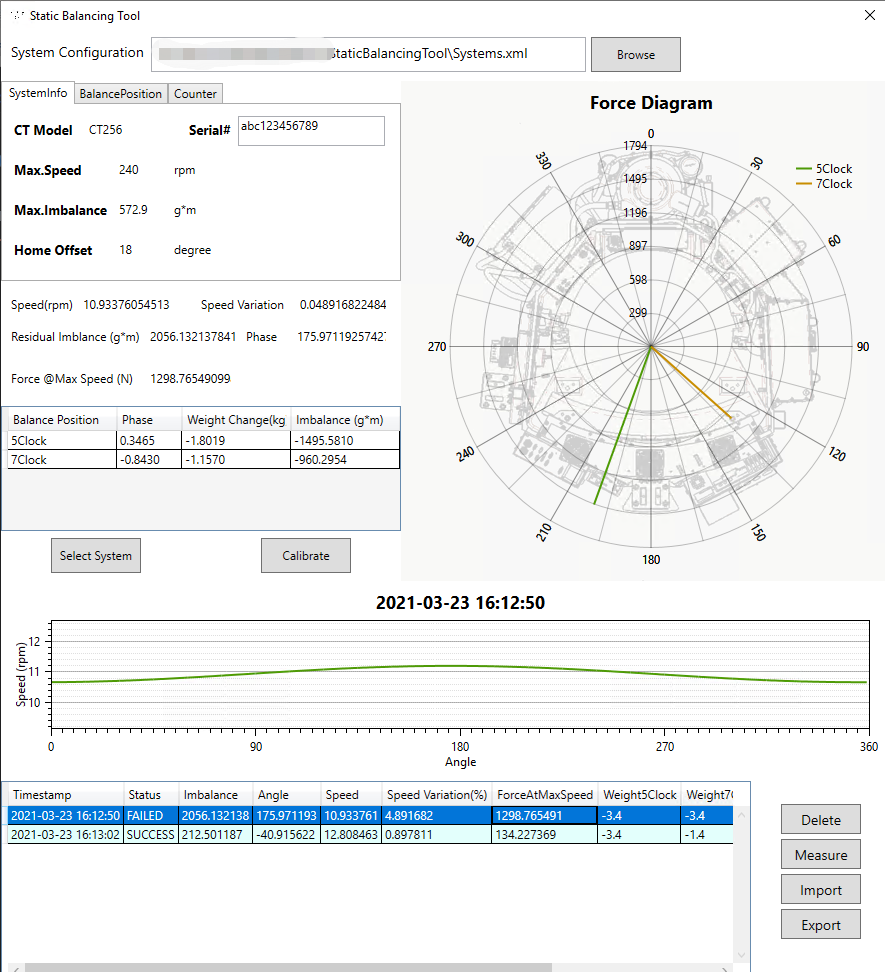 Static Balancing Tool
System Configuration
taticBalancingTool\Systems.xml
Browse
SystemInfo BalancePosition Counter
CT Model CT256 Serial# abc123456789
Max.Speed 240 rpm
Max.Imbalance 572.9 g*m
Home Offset 18 degree
Speed(rpm) 10.93376054513 Speed Variation 0.048916822484
Residual Imblance (g*m) 2056.132137841 Phase 175.9711925742
Force @Max Speed (N) 1298.76549099
Balance Position Phase Weight Change(kg Imbalance (g*m)
5Clock 0.3465 -1.8019 -1495.5810
7Clock -0.8430 -1.1570 -960.2954
Select System Calibrate
Force Diagram
5Clock
7Clock
0
30
60
90
120
150
180
210
240
270
300
330
1794
1495
1196
897
598
299
2021-03-23 16:12:50
Speed (rpm)
12
11
10
0 90 180 270 360
Angle
Timestamp Status Imbalance Angle Speed Speed Variation(%) ForceAtMaxSpeed Weight5Clock Weight7
2021-03-23 16:12:50 FAILED 2056.132138 175.971193 10.933761 4.891682 1298.765491 -3.4 -3.4
2021-03-23 16:13:02 SUCCESS 212.501187 -40.915622 12.808463 0.897811 134.227369 -3.4 -1.4
Delete
Measure
Import
Export